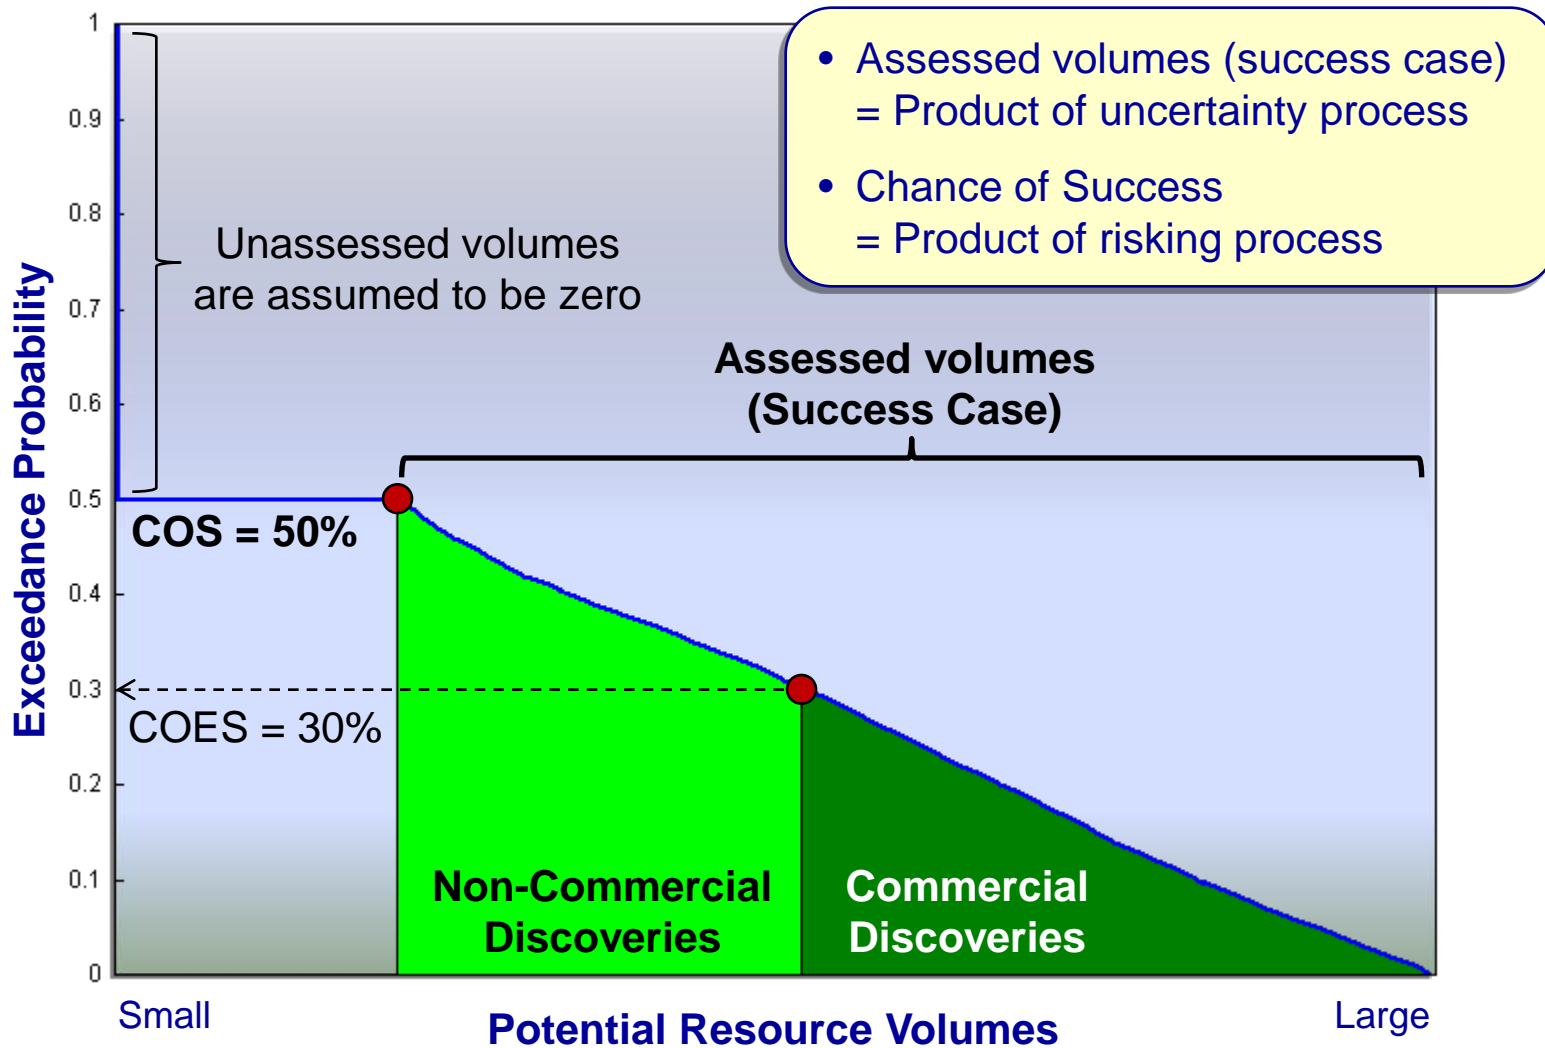 • Assessed volumes (success case)
= Product of uncertainty process
• Chance of Success
= Product of risking process
1
0.9
0.8
0.7
0.6
0.5
0.4
0.3
0.2
0.1
0
Exceedance Probability
Unassessed volumes
are assumed to be zero
Assessed volumes
(Success Case)
COS = 50%
COES = 30%
Non-Commercial
Discoveries
Commercial
Discoveries
Small
Potential Resource Volumes
Large